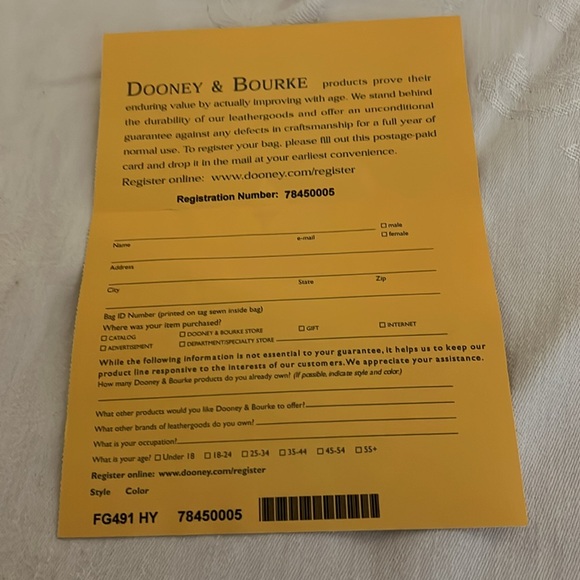 DOONEY & BOURKE products prove their
enduring value by actually improving with age. We stand behind
the durability of our leathergoods and offer an unconditional
guarantee against any defects in craftsmanship for a full year of
normal use. To register your bag, please fill out this postage-paid
card and drop it in the mail at your earliest convenience.
Register online: www.dooney.com/register
Registration Number: 78450005
☐ male
Name e-mail ☐ female
Address
City State Zip
Bag ID Number (printed on tag sewn inside bag)
Where was your item purchased?
☐ CATALOG ☐ DOONEY & BOURKE STORE ☐ GIFT ☐ INTERNET
☐ ADVERTISEMENT ☐ DEPARTMENT/SPECIALTY STORE
While the following information is not essential to your guarantee, it helps us to keep our
product line responsive to the interests of our customers. We appreciate your assistance.
How many Dooney & Bourke products do you already own? (If possible, indicate style and color.)
What other products would you like Dooney & Bourke to offer?
What other brands of leathergoods do you own?
What is your occupation?
What is your age? ☐ Under 18 ☐ 18-24 ☐ 25-34 ☐ 35-44 ☐ 45-54 ☐ 55+
Register online: www.dooney.com/register
Style Color
FG491 HY 78450005